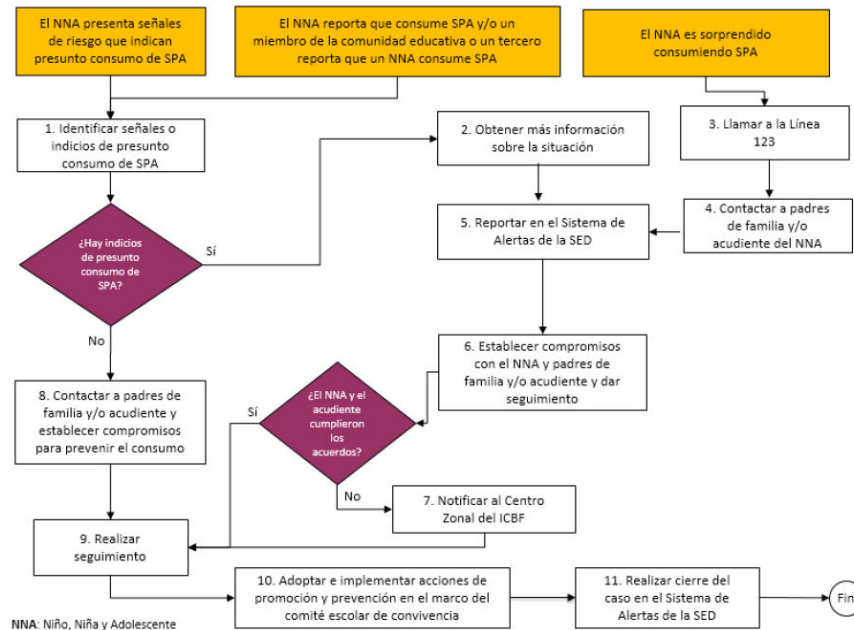 El NNA presenta señales
de riesgo que indican
presunto consumo de SPA
El NNA reporta que consume SPA y/o un
miembro de la comunidad educativa o un tercero
reporta que un NNA consume SPA
El NNA es sorprendido
consumiendo SPA
1. Identificar señales o
indicios de presunto
consumo de SPA
2. Obtener más información
sobre la situación
3. Llamar a la Línea
123
¿Hay indicios
de presunto
consumo de
SPA?
Sí
5. Reportar en el Sistema de
Alertas de la SED
4. Contactar a padres
de familia y/o
acudiente del NNA
No
6. Establecer compromisos
con el NNA y padres de
familia y/o acudiente y dar
seguimiento
8. Contactar a padres de
familia y/o acudiente y
establecer compromisos
para prevenir el consumo
Sí
¿El NNA y el
acudiente
cumplieron
los
acuerdos?
No
7. Notificar al Centro
Zonal del ICBF
9. Realizar
seguimiento
10. Adoptar e implementar acciones de
promoción y prevención en el marco del
comité escolar de convivencia
11. Realizar cierre del
caso en el Sistema de
Alertas de la SED
Fin
NNA: Niño, Niña y Adolescente